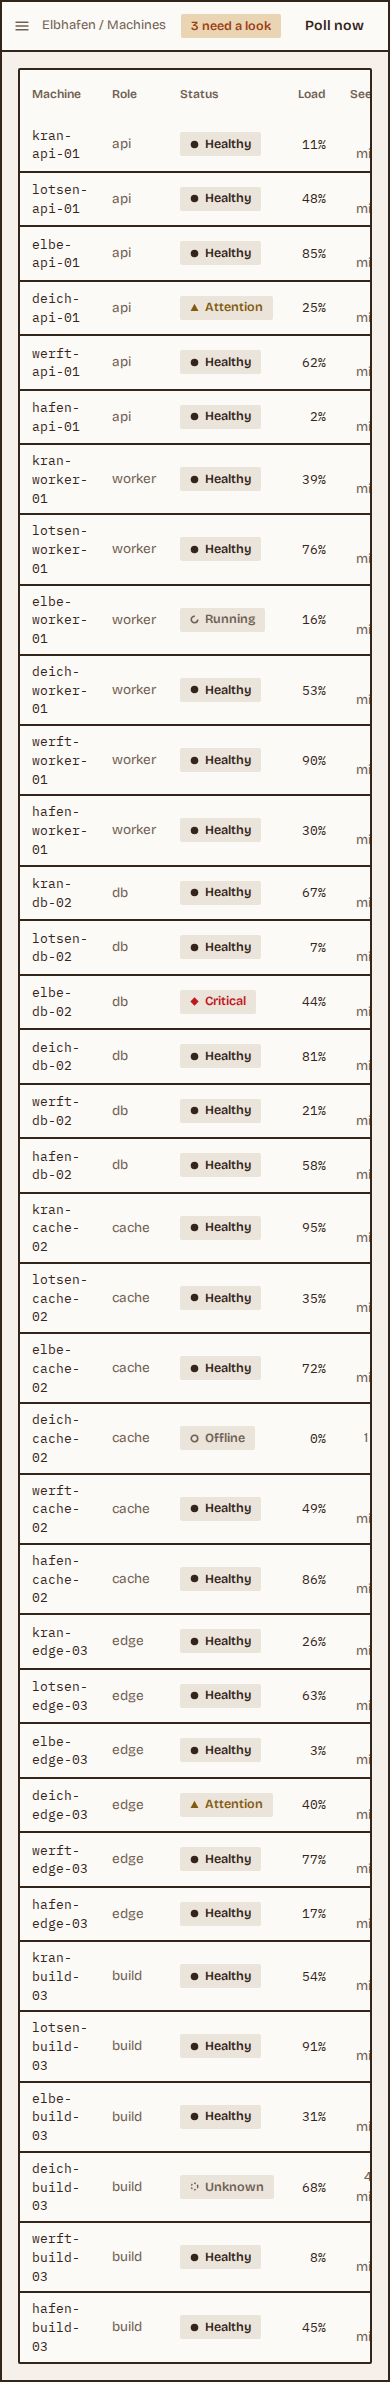 Elbhafen / Machines 3 need a look Poll now
Machine Role Status Load
kran-
api-01 api Healthy 11%
lotsen-
api-01 api Healthy 48%
elbe-
api-01 api Healthy 85%
deich-
api-01 api Attention 25%
werft-
api-01 api Healthy 62%
hafen-
api-01 api Healthy 2%
kran-
worker- worker Healthy 39%
01
lotsen-
worker- worker Healthy 76%
01
elbe-
worker- worker Running 16%
01
deich-
worker- worker Healthy 53%
01
werft-
worker- worker Healthy 90%
01
hafen-
worker- worker Healthy 30%
01
kran-
db-02 db Healthy 67%
lotsen-
db-02 db Healthy 7%
elbe-
db-02 db Critical 44%
deich-
db-02 db Healthy 81%
werft-
db-02 db Healthy 21%
hafen-
db-02 db Healthy 58%
kran-
cache- cache Healthy 95%
02
lotsen-
cache- cache Healthy 35%
02
elbe-
cache- cache Healthy 72%
02
deich-
cache- cache Offline 0%
02
werft-
cache- cache Healthy 49%
02
hafen-
cache- cache Healthy 86%
02
kran-
edge-03 edge Healthy 26%
lotsen-
edge-03 edge Healthy 63%
elbe-
edge-03 edge Healthy 3%
deich-
edge-03 edge Attention 40%
werft-
edge-03 edge Healthy 77%
hafen-
edge-03 edge Healthy 17%
kran-
build- build Healthy 54%
03
lotsen-
build- build Healthy 91%
03
elbe-
build- build Healthy 31%
03
deich-
build- build Unknown 68%
03
werft-
build- build Healthy 8%
03
hafen-
build- build Healthy 45%
03